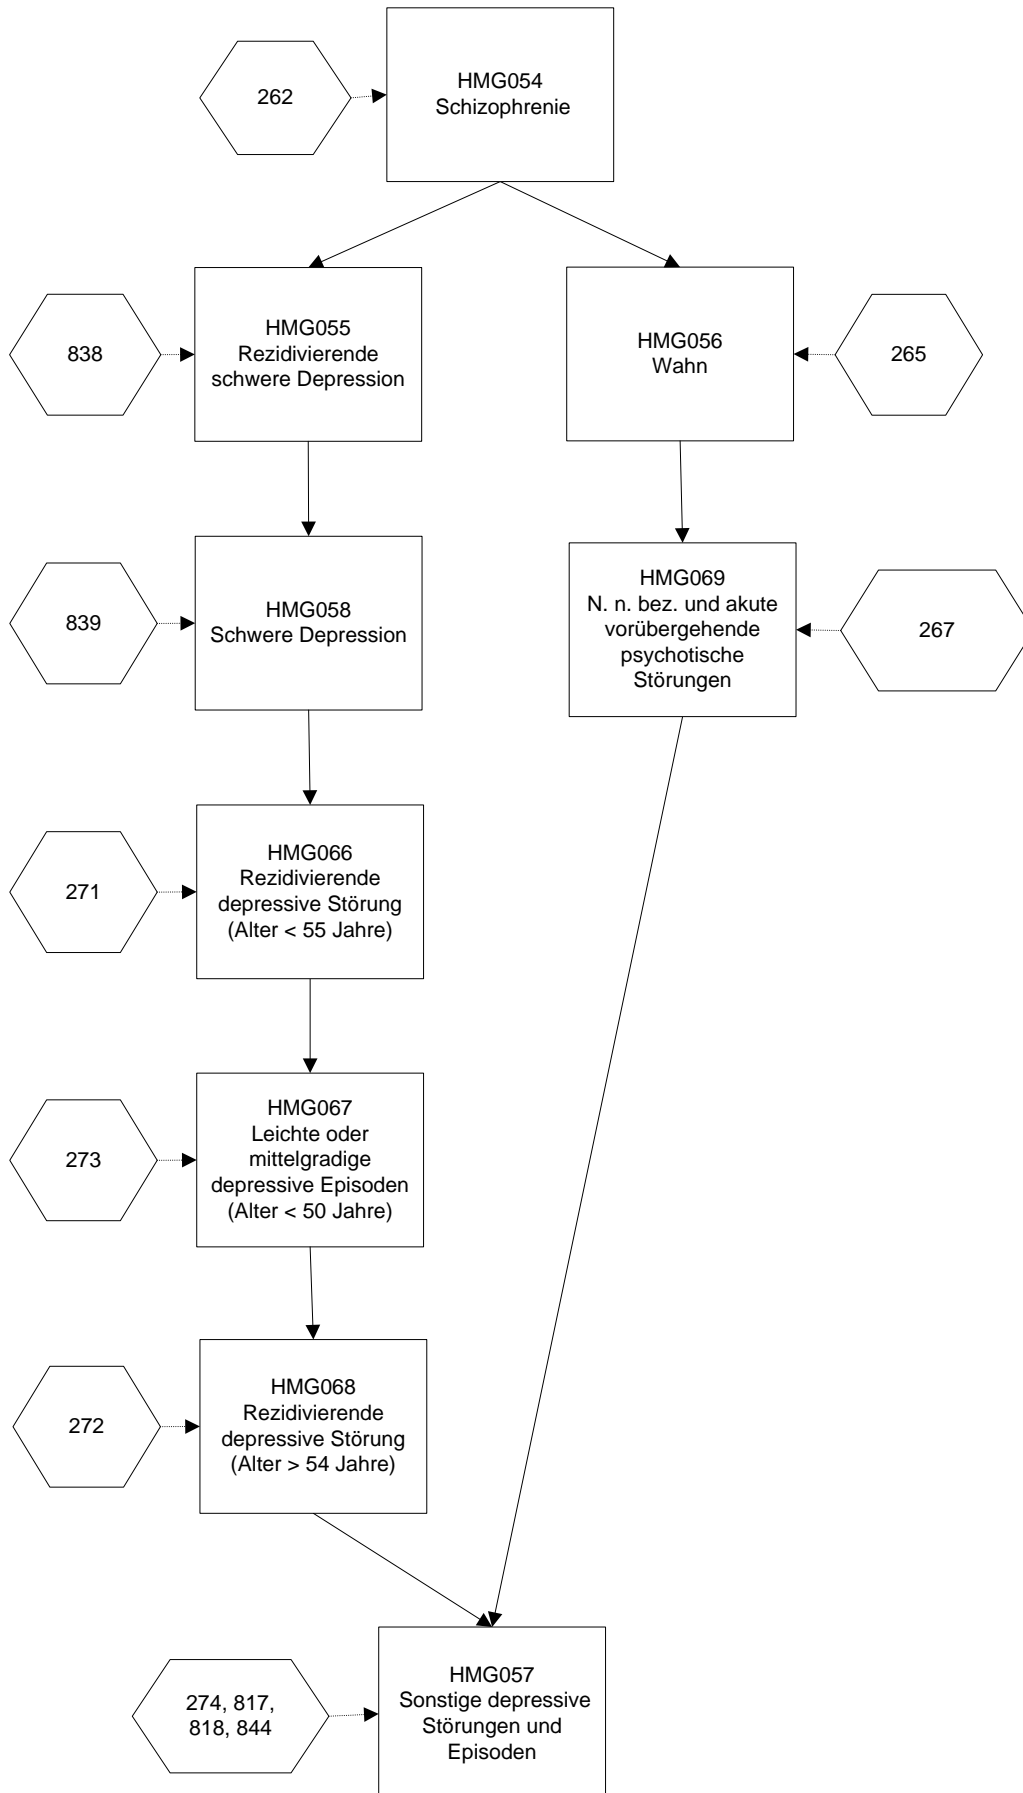 262
HMG054
Schizophrenie
838
HMG055
Rezidivierende
schwere Depression
HMG056
Wahn
265
839
HMG058
Schwere Depression
HMG069
N. n. bez. und akute
vorübergehende
psychotische
Störungen
267
271
HMG066
Rezidivierende
depressive Störung
(Alter < 55 Jahre)
273
HMG067
Leichte oder
mittelgradige
depressive Episoden
(Alter < 50 Jahre)
272
HMG068
Rezidivierende
depressive Störung
(Alter > 54 Jahre)
274, 817,
818, 844
HMG057
Sonstige depressive
Störungen und
Episoden